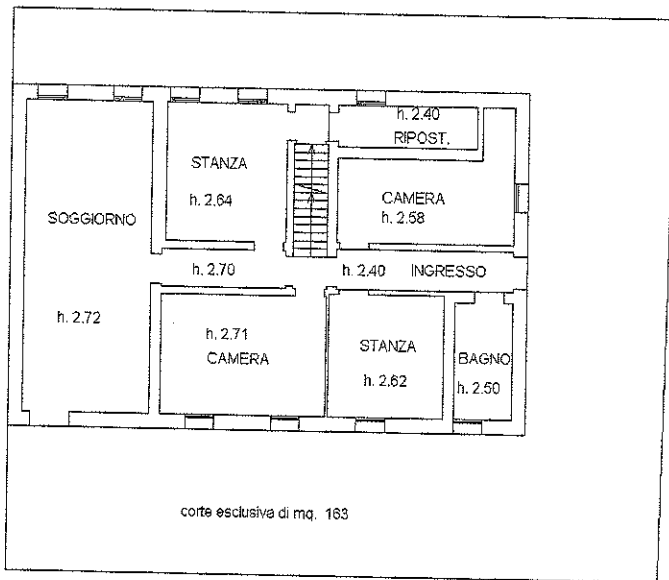 h. 2.40
RIPOST.
STANZA
h. 2.64
CAMERA
h. 2.58
SOGGIORNO
h. 2.72
h. 2.70
h. 2.40 INGRESSO
h. 2.71
CAMERA
STANZA
h. 2.62
BAGNO
h. 2.50
corte esclusiva di mq. 163